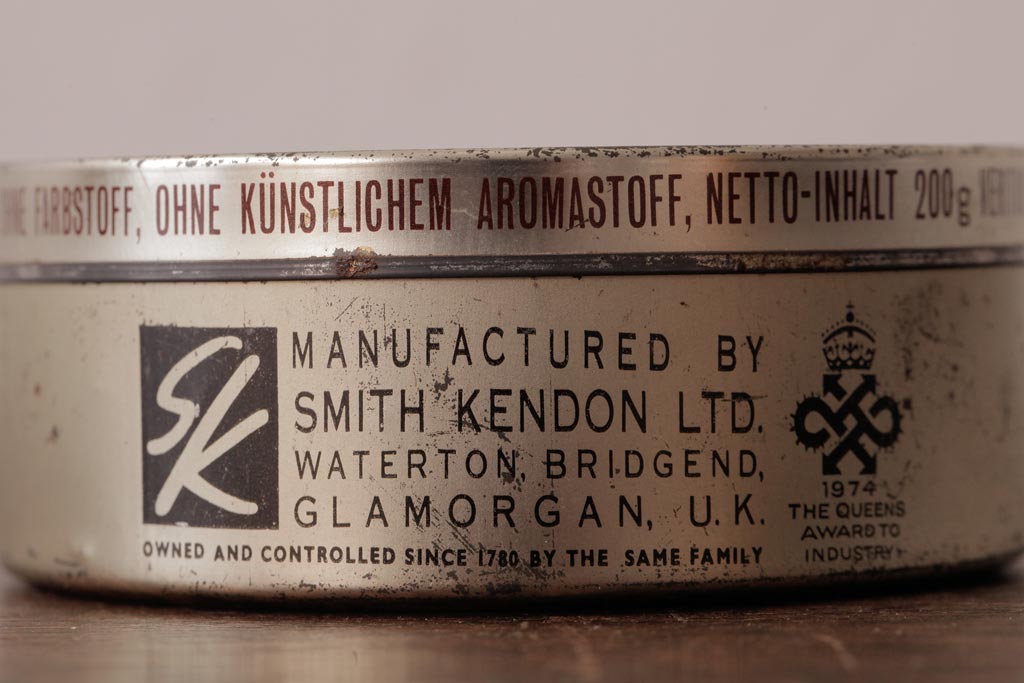 FARBSTOFF, OHNE KÜNSTLICHEM AROMASTOFF, NETTO-INHALT 200g
SK
MANUFACTURED BY
SMITH KENDON LTD.
WATERTON, BRIDGEND,
GLAMORGAN, U.K.
OWNED AND CONTROLLED SINCE 1780 BY THE SAME FAMILY
1974
THE QUEENS
AWARD TO
INDUSTRY